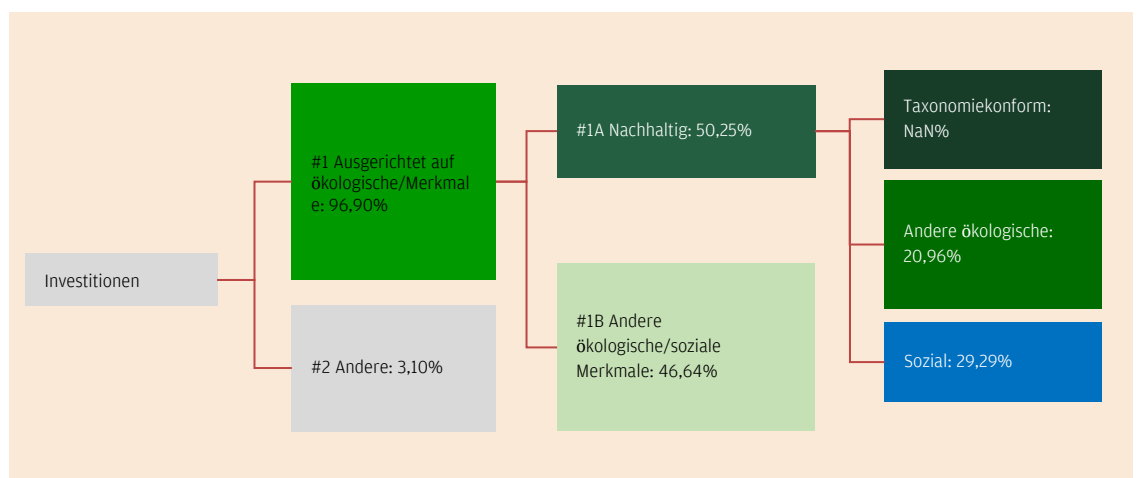 Investitionen
#1 Ausgerichtet auf
ökologische/Merkmal
e: 96,90%
#2 Andere: 3,10%
#1A Nachhaltig: 50,25%
#1B Andere
ökologische/soziale
Merkmale: 46,64%
Taxonomiekonform:
NaN%
Andere ökologische:
20,96%
Sozial: 29,29%